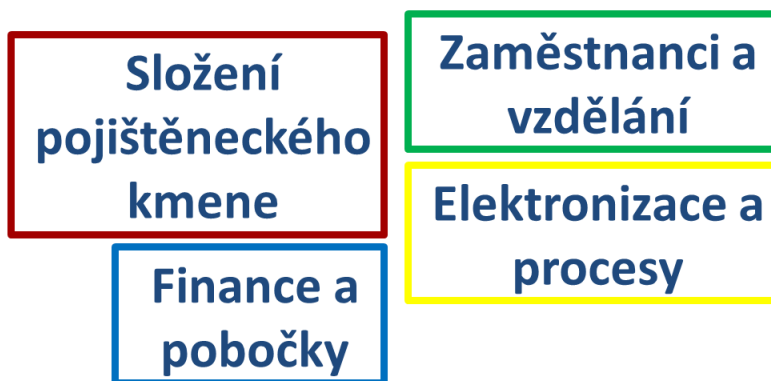 Složení
pojištěneckého
kmene
Zaměstnanci a
vzdělání
Elektronizace a
procesy
Finance a
pobočky